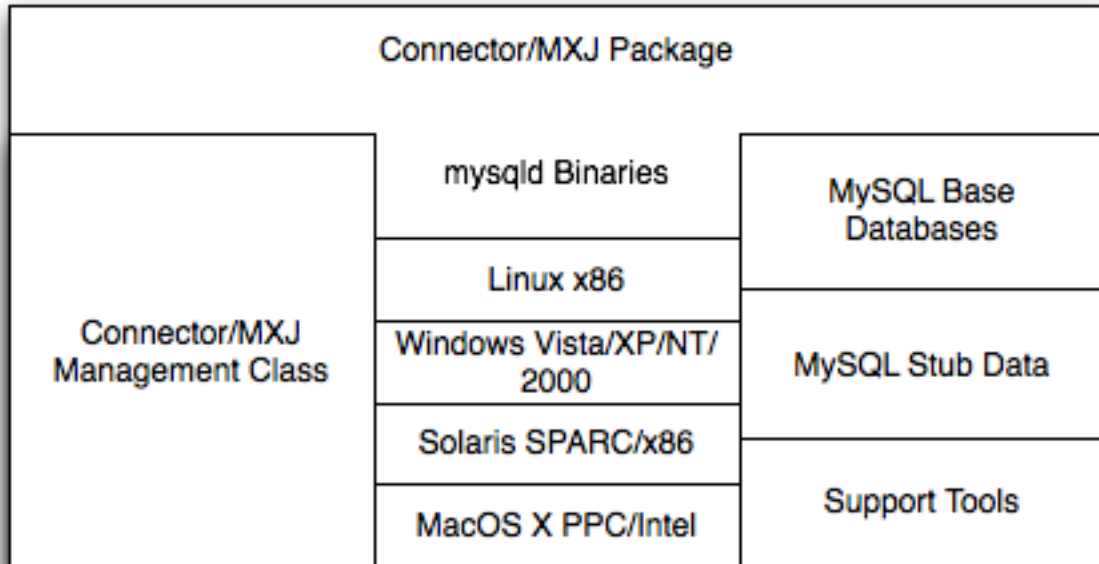 Connector/MXJ Package
Connector/MXJ
Management Class
mysqld Binaries
Linux x86
Windows Vista/XP/NT/
2000
Solaris SPARC/x86
MacOS X PPC/Intel
MySQL Base
Databases
MySQL Stub Data
Support Tools